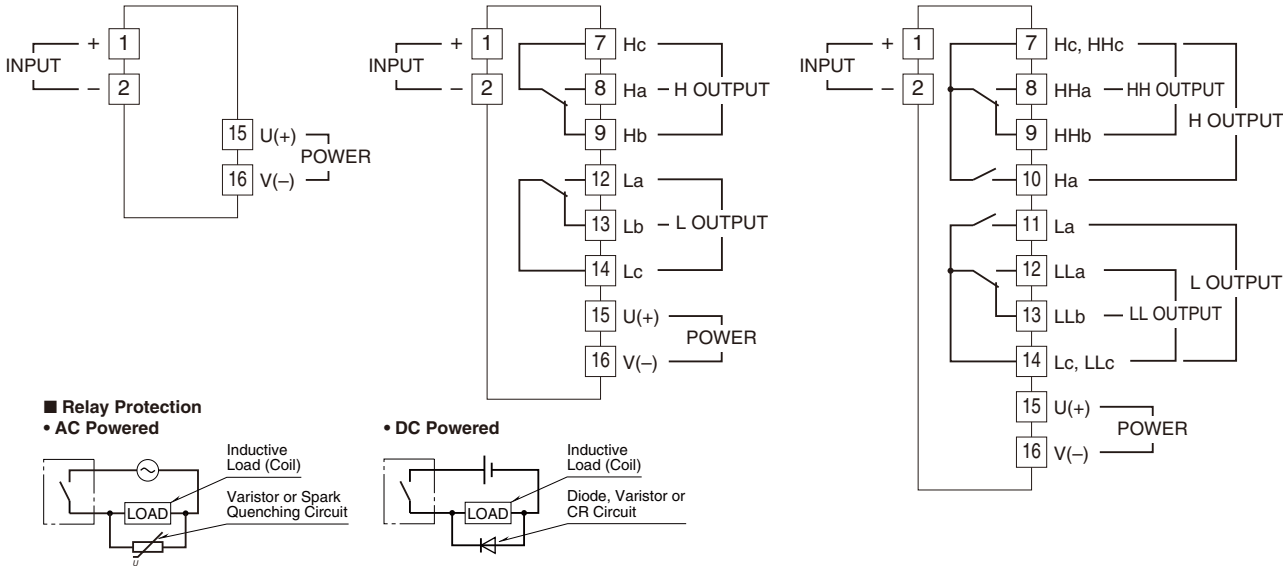 + 1
INPUT
– 2
15 U(+)
POWER
16 V(–)
+ 1
INPUT
– 2
7 Hc
8 Ha H OUTPUT
9 Hb
12 La
13 Lb L OUTPUT
14 Lc
15 U(+)
POWER
16 V(–)
+ 1
INPUT
– 2
7 Hc, HHc
8 HHa HH OUTPUT
H OUTPUT
9 HHb
10 Ha
11 La
12 LLa
L OUTPUT
13 LLb LL OUTPUT
14 Lc, LLc
15 U(+)
POWER
16 V(–)
■ Relay Protection
• AC Powered
Inductive
Load (Coil)
Varistor or Spark
Quenching Circuit
LOAD
U
• DC Powered
Inductive
Load (Coil)
Diode, Varistor or
CR Circuit
LOAD